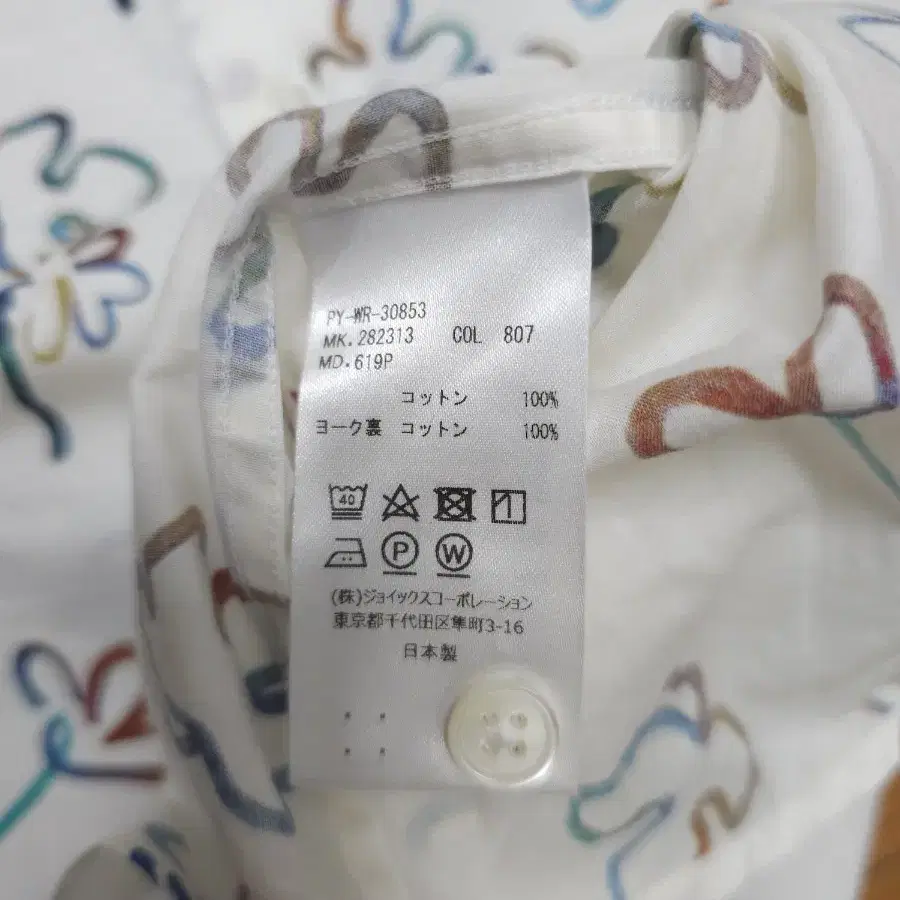 PY-WR-30853
MK. 282313 COL 807
MD. 619P
コットン 100%
ヨーク裏 コットン 100%
40
P W
(株)ジョイックスコーポレーション
東京都千代田区隼町3-16
日本製